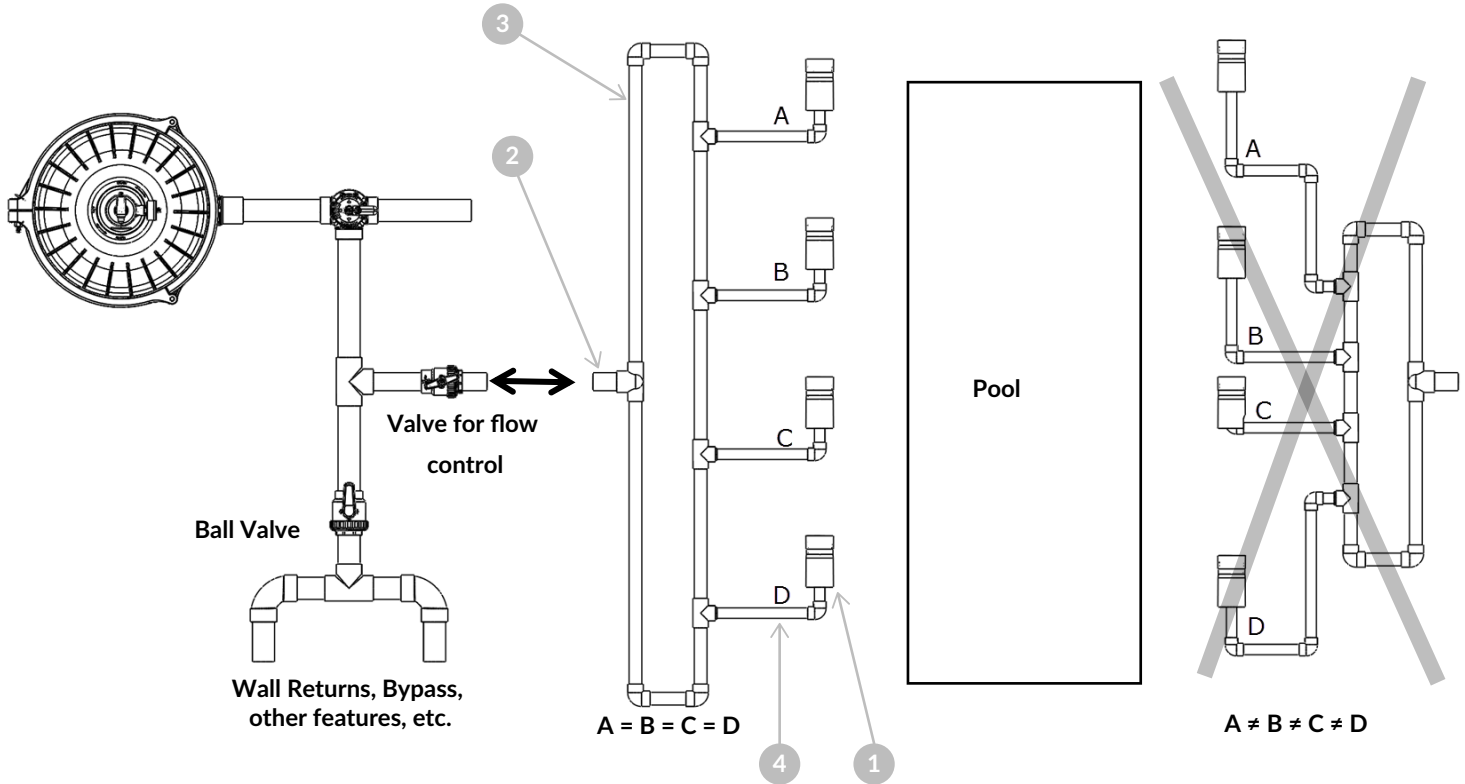 3
2
A
B
C
D
Valve for flow
control
Ball Valve
Wall Returns, Bypass,
other features, etc.
A = B = C = D
4
1
Pool
A
B
C
D
A ≠ B ≠ C ≠ D